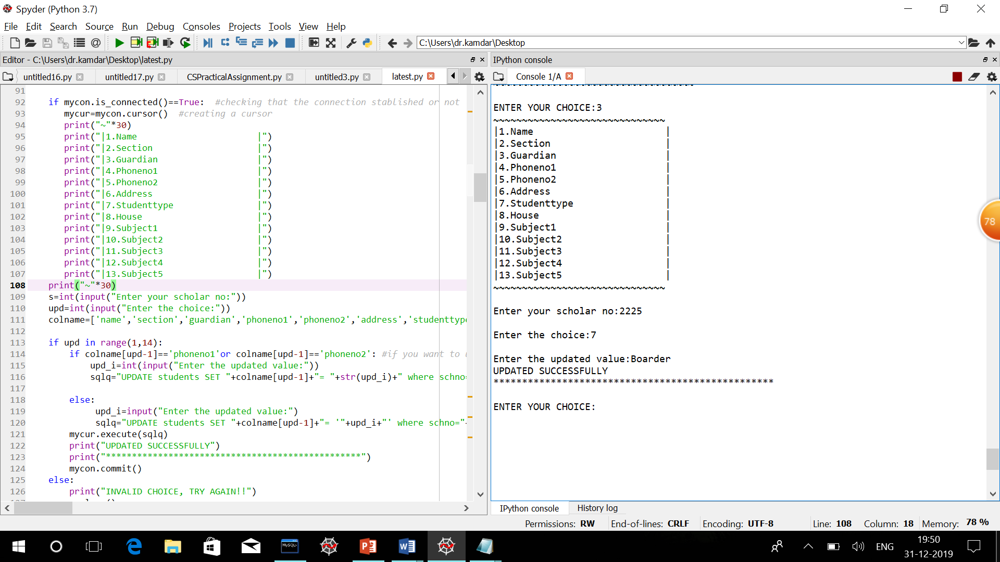 Spyder (Python 3.7)
File Edit Search Source Run Debug Consoles Projects Tools View Help
C:\Users\dr.kamdar\Desktop
Editor - C:\Users\dr.kamdar\Desktop\latest.py
untitled16.py untitled17.py CSPracticalAssignment.py untitled3.py latest.py
91
92 if mycon.is_connected()==True: #checking that the connection stablished or not
93 mycur=mycon.cursor() #creating a cursor
94 print("~"*30)
95 print("|1.Name |")
96 print("|2.Section |")
97 print("|3.Guardian |")
98 print("|4.Phoneno1 |")
99 print("|5.Phoneno2 |")
100 print("|6.Address |")
101 print("|7.Studenttype |")
102 print("|8.House |")
103 print("|9.Subject1 |")
104 print("|10.Subject2 |")
105 print("|11.Subject3 |")
106 print("|12.Subject4 |")
107 print("|13.Subject5 |")
108 print("~"*30)
109 s=int(input("Enter your scholar no:"))
110 upd=int(input("Enter the choice:"))
111 colname=['name','section','guardian','phoneno1','phoneno2','address','studenttype
112
113 if upd in range(1,14):
114 if colname[upd-1]=='phoneno1'or colname[upd-1]=='phoneno2': #if you want to
115 upd_i=int(input("Enter the updated value:"))
116 sqlq="UPDATE students SET "+colname[upd-1]+"= "+str(upd_i)+" where schno=
117
118 else:
119 upd_i=input("Enter the updated value:")
120 sqlq="UPDATE students SET "+colname[upd-1]+"= '"+upd_i+"' where schno="
121 mycur.execute(sqlq)
122 print("UPDATED SUCCESSFULLY")
123 print("*************************************************")
124 mycon.commit()
125 else:
126 print("INVALID CHOICE, TRY AGAIN!!")
IPython console
Console 1/A
ENTER YOUR CHOICE:3
~~~~~~~~~~~~~~~~~~~~~~~~~~~~~~
|1.Name |
|2.Section |
|3.Guardian |
|4.Phoneno1 |
|5.Phoneno2 |
|6.Address |
|7.Studenttype |
|8.House |
|9.Subject1 |
|10.Subject2 |
|11.Subject3 |
|12.Subject4 |
|13.Subject5 |
~~~~~~~~~~~~~~~~~~~~~~~~~~~~~~
Enter your scholar no:2225
Enter the choice:7
Enter the updated value:Boarder
UPDATED SUCCESSFULLY
*************************************************
ENTER YOUR CHOICE:
78
IPython console History log
Permissions: RW End-of-lines: CRLF Encoding: UTF-8 Line: 108 Column: 18 Memory: 78 %
MySQL
ENG
19:50
31-12-2019